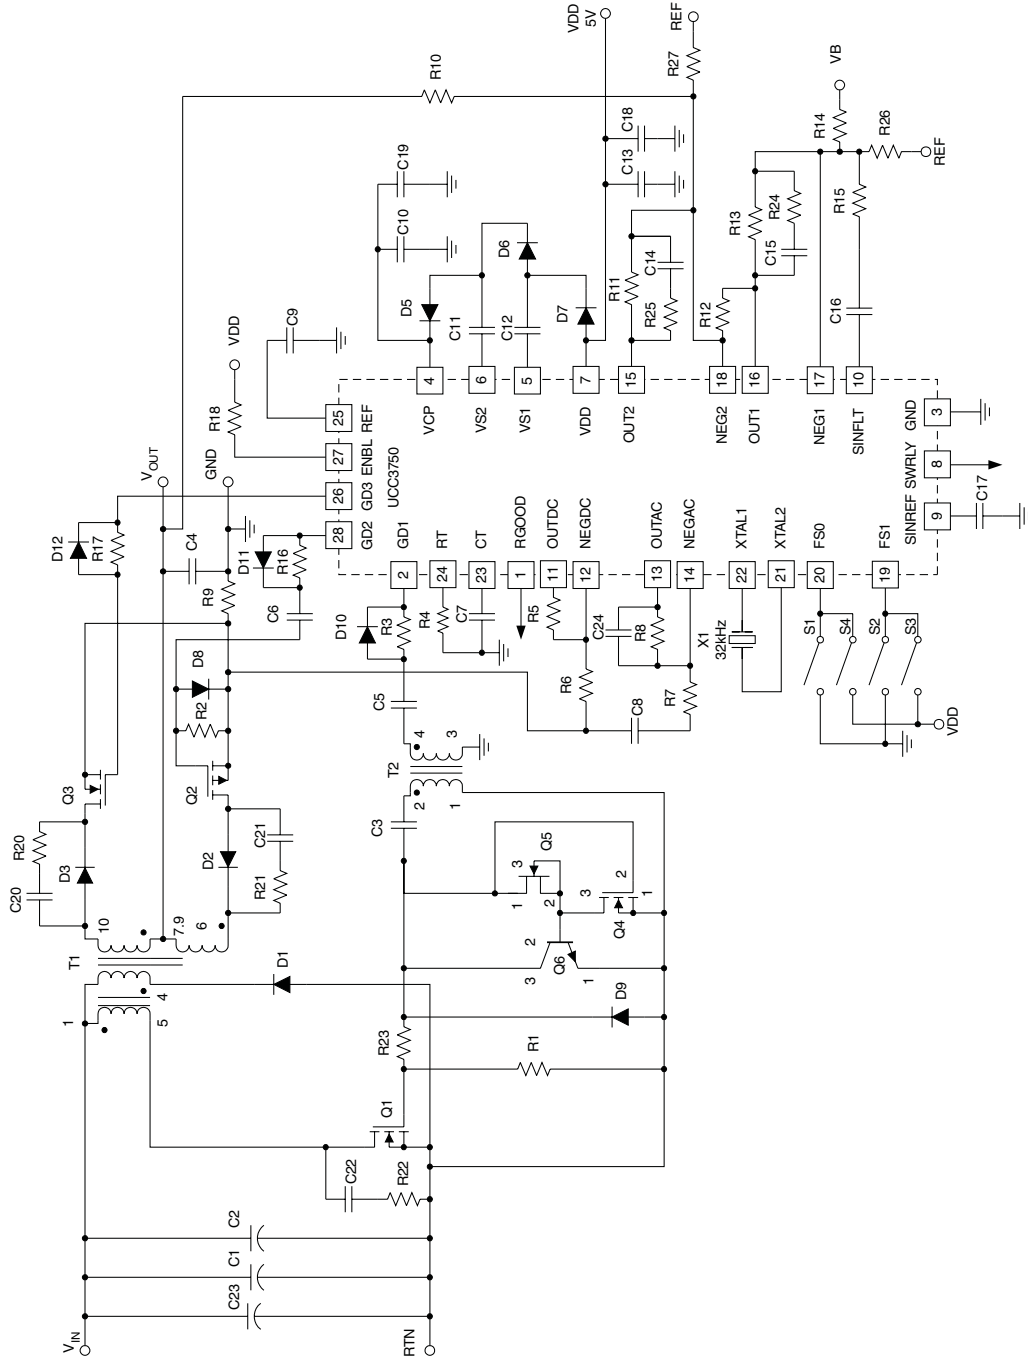 VDD
5V
REF
R27
R10
VB
R14
R26
REF
C19
C10
C18
C13
R13
R24
C15
R15
C16
D6
D5
C11
C12
D7
R11
C14
R25
R12
C9
VDD
R18
4
6
5
7
15
18
16
17
10
VCP
VS2
VS1
VDD
OUT2
NEG2
OUT1
NEG1
SINFLT
25
27
26
28
REF
ENBL
GD3
GD2
UCC3750
3
8
9
GND
SWRLY
SINREF
C17
GD1
RT
CT
RGOOD
OUTDC
NEGDC
OUTAC
NEGAC
XTAL1
XTAL2
FS0
FS1
2
24
23
1
11
12
13
14
22
21
20
19
VOUT
GND
D12
R17
C4
R9
D11
R16
C6
D10
R3
R4
C7
R5
C24
R8
X1
32kHz
S1
S4
S2
S3
VDD
R6
R7
C8
C5
D8
R2
Q3
Q2
4
3
T2
2
1
C3
R20
C20
D3
D2
C21
R21
10
7.9
6
T1
1
4
5
D1
Q5
3
1
2
3
2
Q4
1
2
Q6
3
1
D9
R23
R1
Q1
C22
R22
C2
C1
C23
VIN
RTN